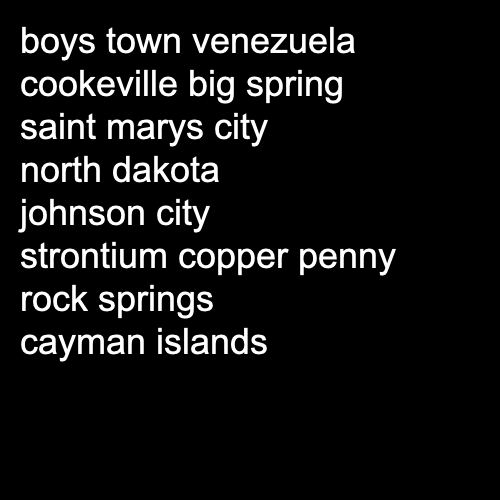 boys town venezuela
cookeville big spring
saint marys city
north dakota
johnson city
strontium copper penny
rock springs
cayman islands